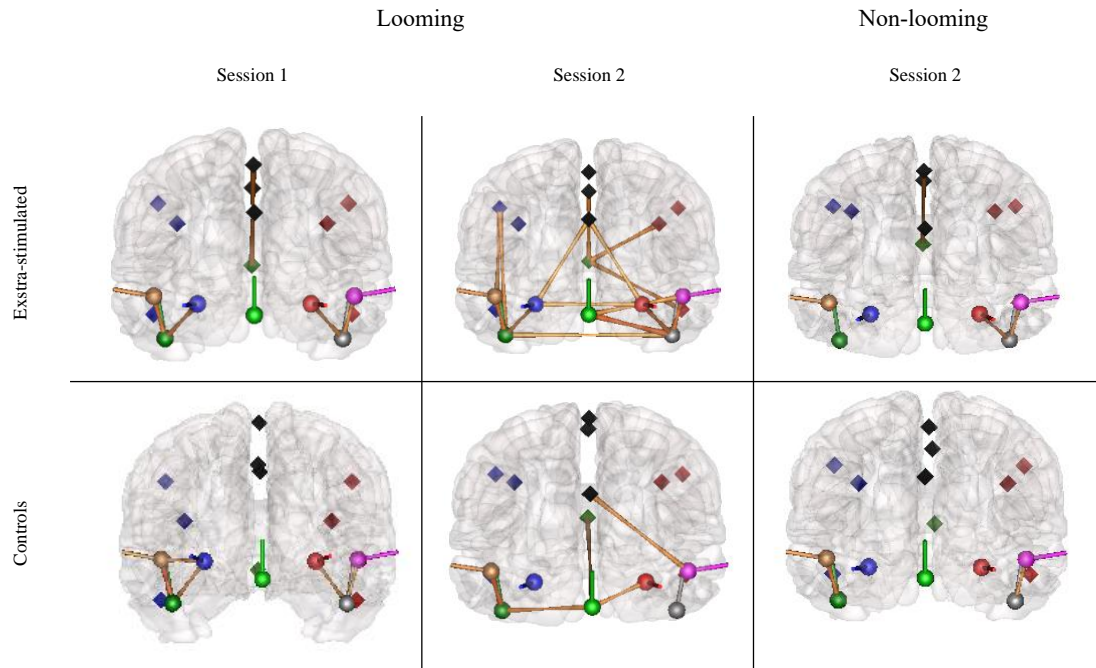 Looming
Non-looming
Session 1
Session 2
Session 2
Exstra-stimulated
Controls